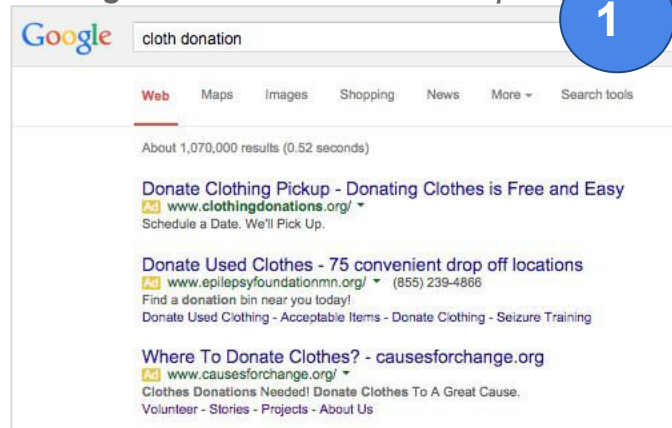 1
Google cloth donation
Web Maps Images Shopping News More Search tools
About 1,070,000 results (0.52 seconds)
Donate Clothing Pickup - Donating Clothes is Free and Easy
Ad www.clothingdonations.org/
Schedule a Date. We'll Pick Up.
Donate Used Clothes - 75 convenient drop off locations
Ad www.epilepsyfoundationmn.org/ (855) 239-4866
Find a donation bin near you today!
Donate Used Clothing - Acceptable Items - Donate Clothing - Seizure Training
Where To Donate Clothes? - causesforchange.org
Ad www.causesforchange.org/
Clothes Donations Needed! Donate Clothes To A Great Cause.
Volunteer - Stories - Projects - About Us